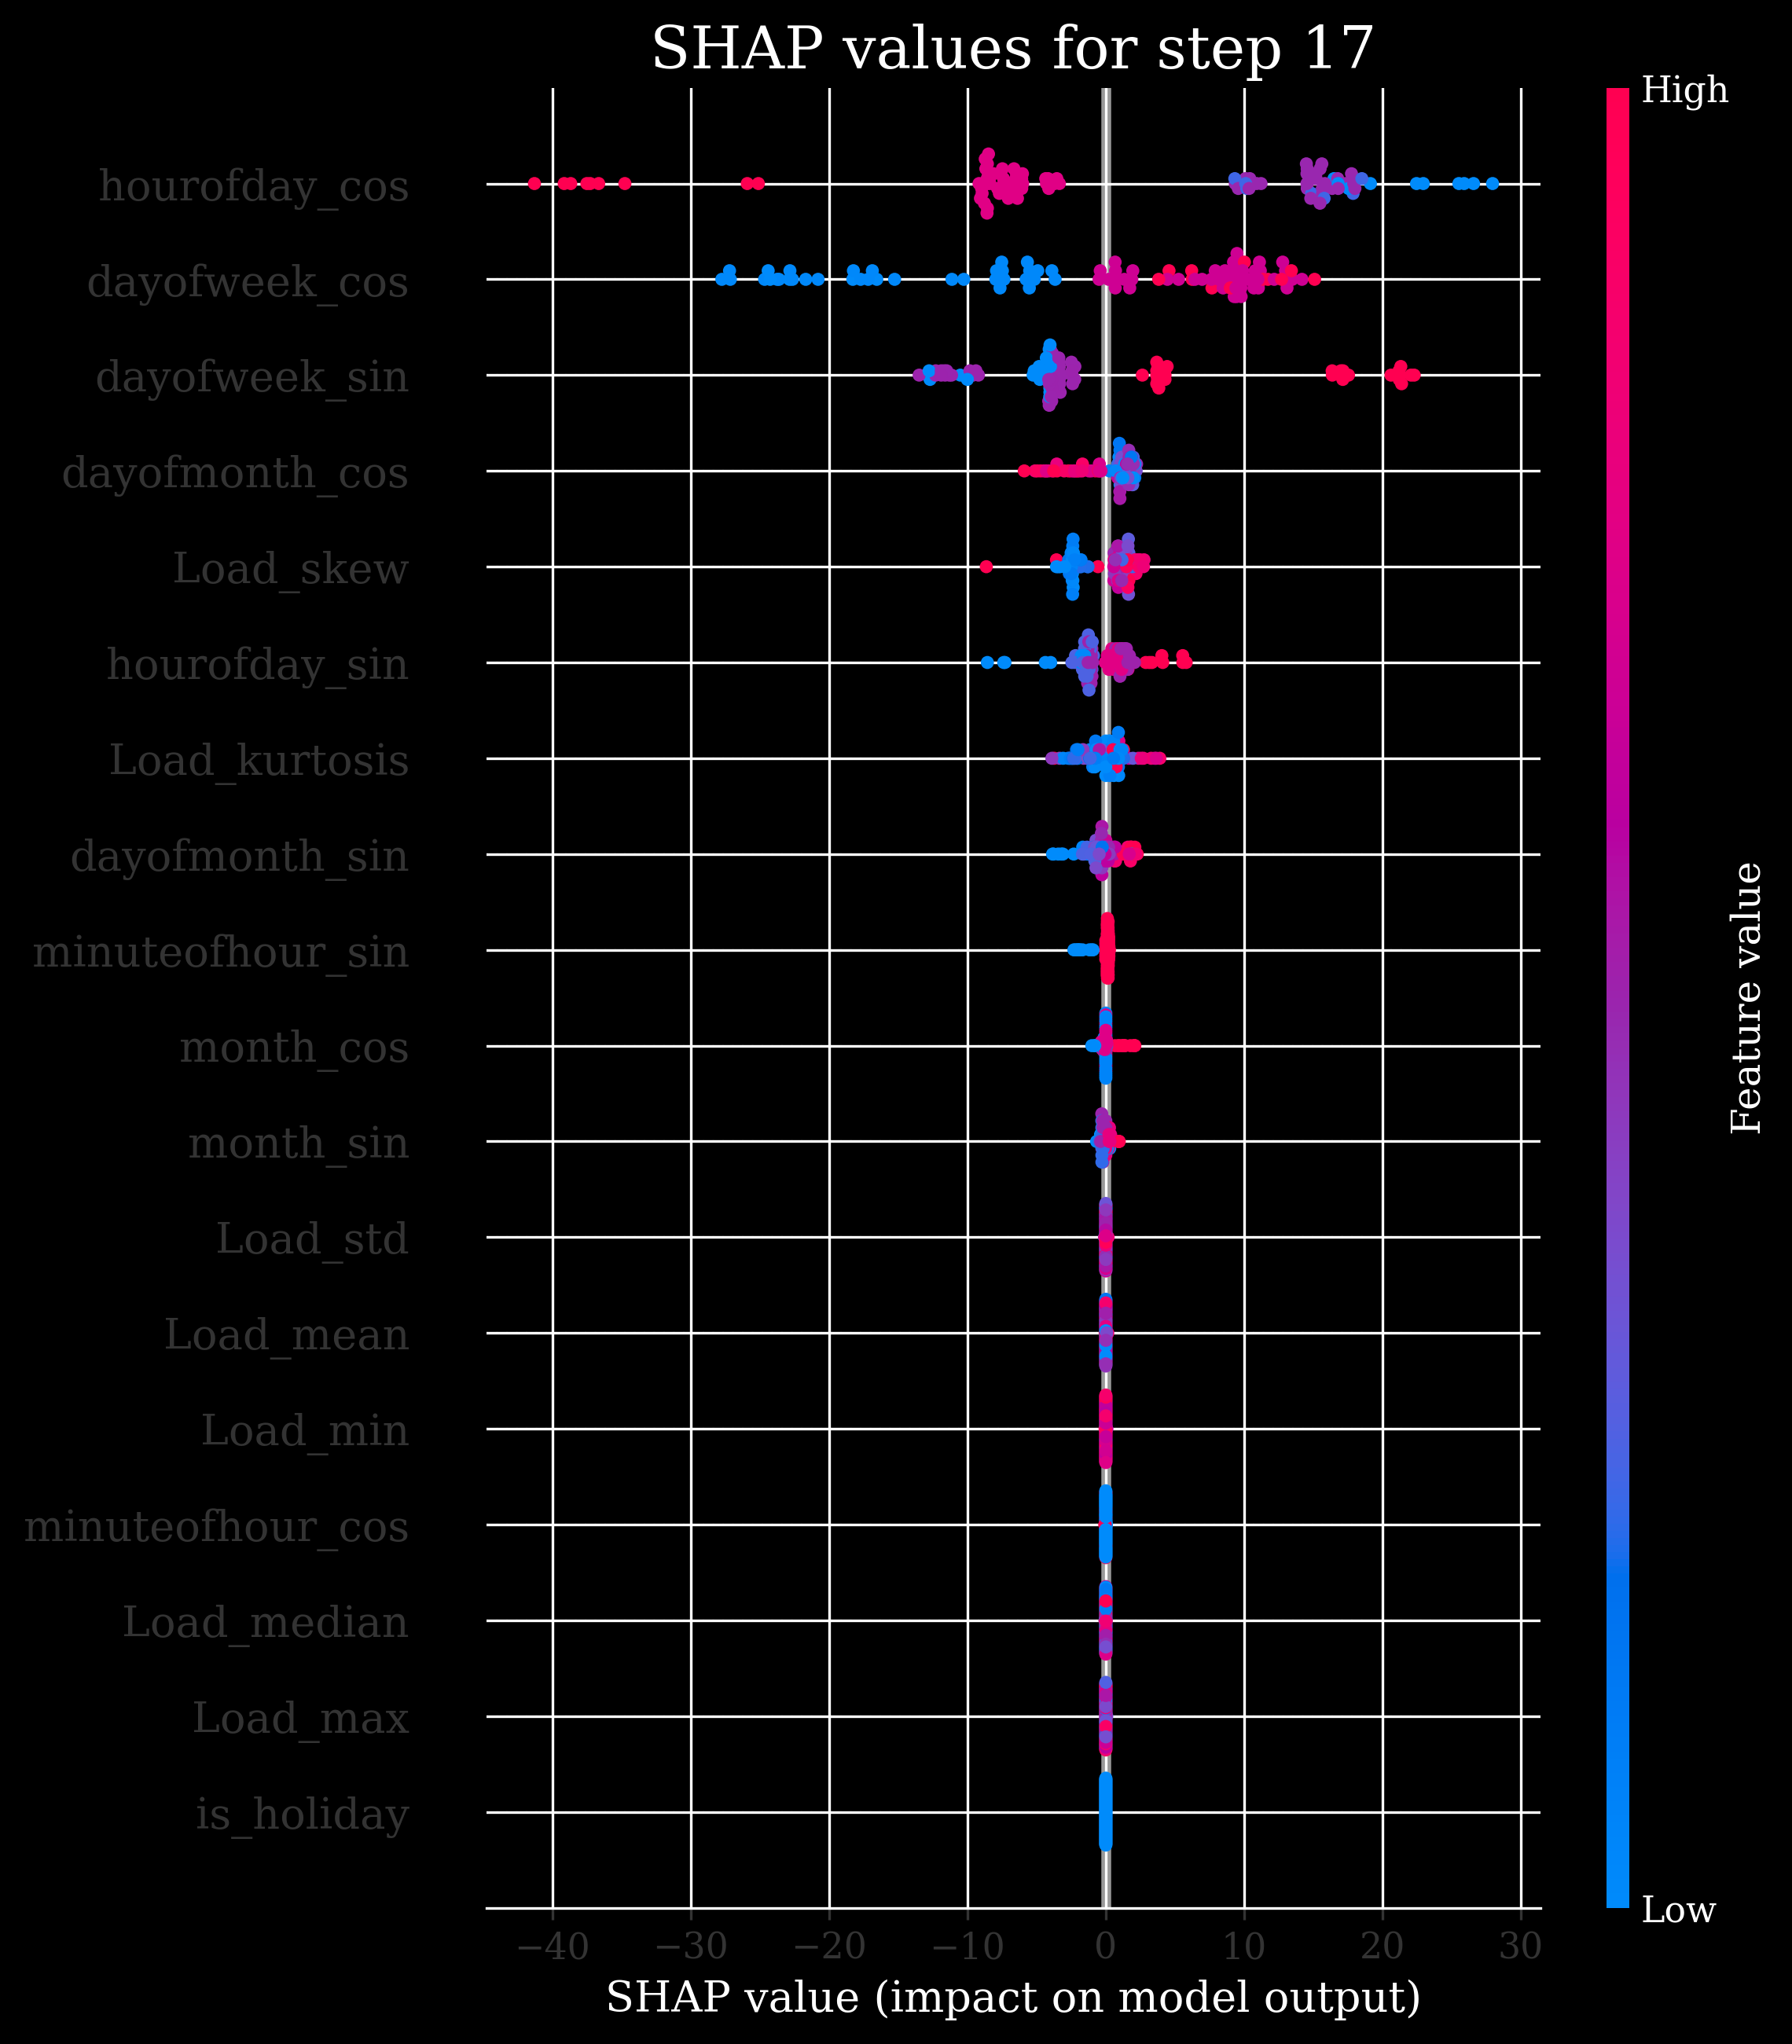 SHAP values for step 17
High
hourofday_cos
dayofweek_cos
dayofweek_sin
dayofmonth_cos
Load_skew
hourofday_sin
Load_kurtosis
dayofmonth_sin
minuteofhour_sin
month_cos
month_sin
Load_std
Load_mean
Load_min
minuteofhour_cos
Load_median
Load_max
is_holiday
Feature value
Low
−40 −30 −20 −10 0 10 20 30
SHAP value (impact on model output)